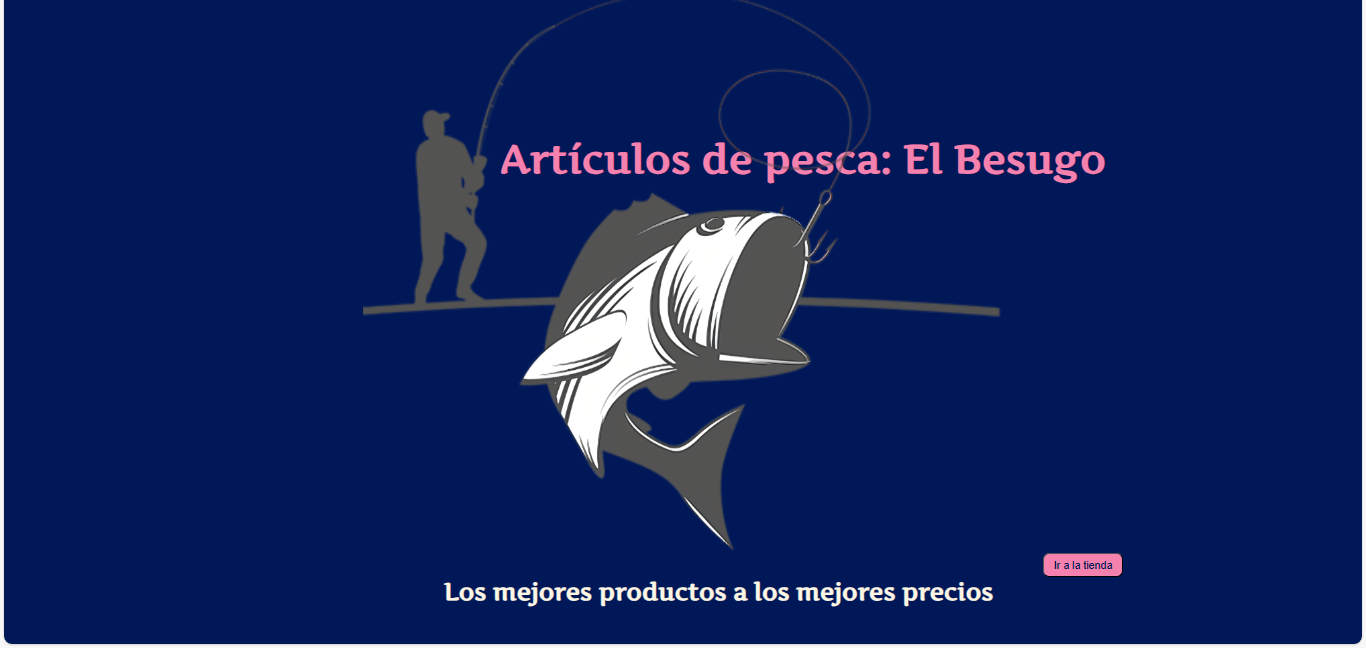 Artículos de pesca: El Besugo
Ir a la tienda
Los mejores productos a los mejores precios